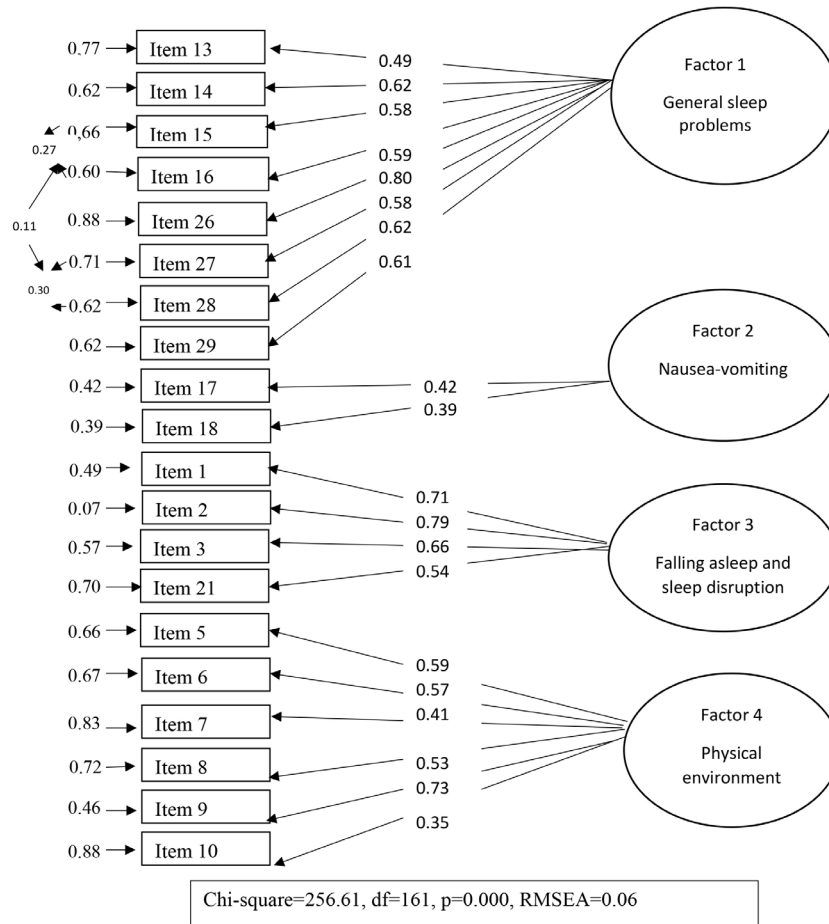 0.77
Item 13
0.49
Factor 1
0.62
Item 14
0.62
General sleep
problems
0,66
Item 15
0.58
0.27
0.60
Item 16
0.59
0.11
0.88
Item 26
0.80
0.71
Item 27
0.58
0.30
0.62
Item 28
0.62
0.62
Item 29
0.61
0.42
Item 17
0.42
Factor 2
Nausea-vomiting
0.39
Item 18
0.39
0.49
Item 1
0.71
0.07
Item 2
0.79
Factor 3
0.57
Item 3
0.66
Falling asleep and
sleep disruption
0.70
Item 21
0.54
0.66
Item 5
0.59
0.67
Item 6
0.57
0.83
Item 7
0.41
Factor 4
0.72
Item 8
0.53
Physical
environment
0.46
Item 9
0.73
0.88
Item 10
0.35
Chi-square=256.61, df=161, p=0.000, RMSEA=0.06